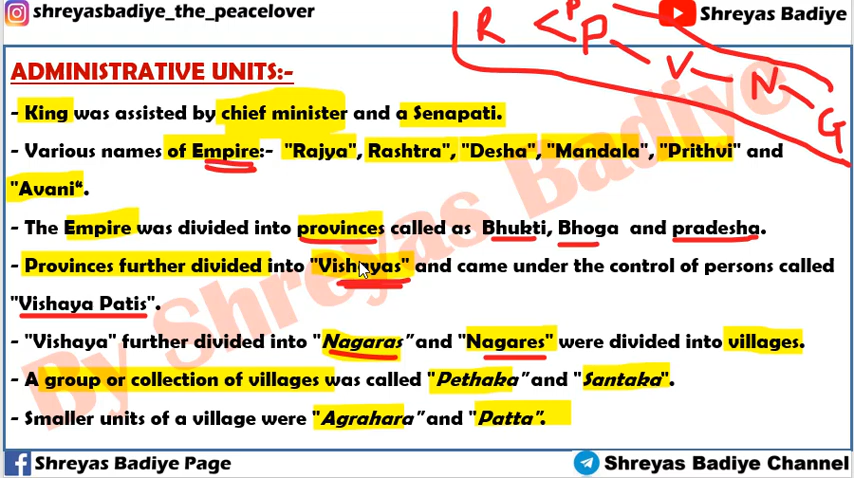 shreyasbadiye_the_peacelover
Shreyas Badiye
R < P P V N G
ADMINISTRATIVE UNITS:-
- King was assisted by chief minister and a Senapati.
- Various names of Empire:- "Rajya", Rashtra", "Desha", "Mandala", "Prithvi" and
"Avani“.
- The Empire was divided into provinces called as Bhukti, Bhoga and pradesha.
- Provinces further divided into "Vishayas" and came under the control of persons called
"Vishaya Patis".
- "Vishaya" further divided into "Nagaras” and "Nagares" were divided into villages.
- A group or collection of villages was called "Pethaka” and "Santaka".
- Smaller units of a village were "Agrahara” and "Patta”.
By Shreyas Badiye
Shreyas Badiye Page
Shreyas Badiye Channel